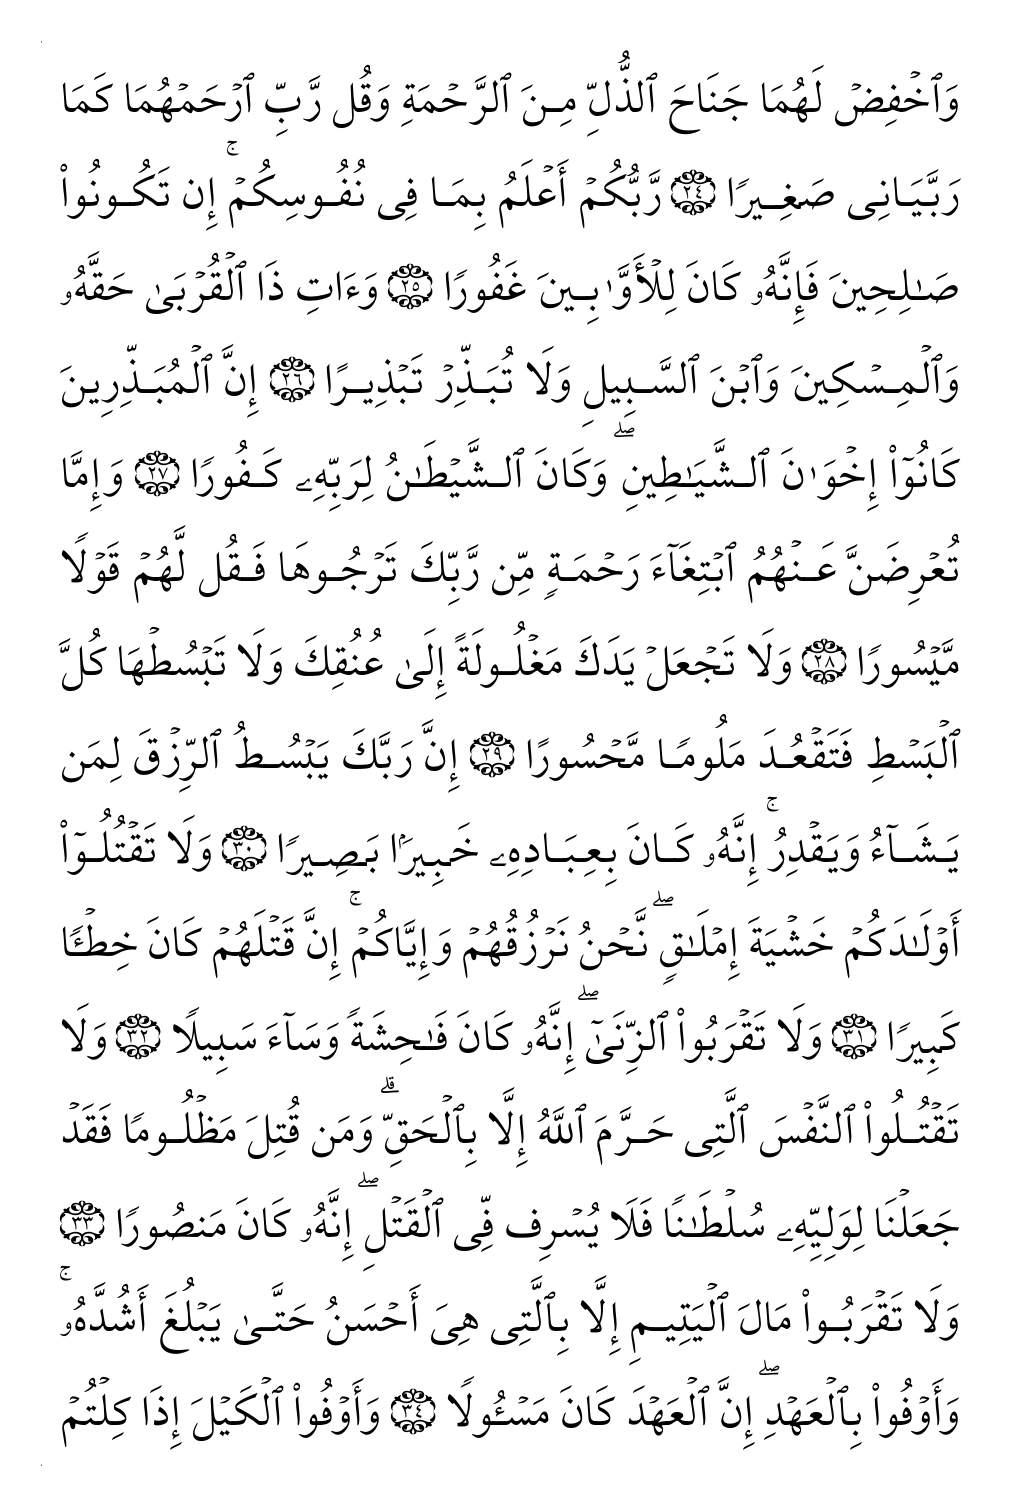 وَٱخۡفِضۡ لَهُمَا جَنَاحَ ٱلذُّلِّ مِنَ ٱلرَّحۡمَةِ وَقُل رَّبِّ ٱرۡحَمۡهُمَا كَمَا
رَبَّيَانِي صَغِيرٗا ٢٤ رَّبُّكُمۡ أَعۡلَمُ بِمَا فِي نُفُوسِكُمۡۚ إِن تَكُونُواْ
صَٰلِحِينَ فَإِنَّهُۥ كَانَ لِلۡأَوَّٰبِينَ غَفُورٗا ٢٥ وَءَاتِ ذَا ٱلۡقُرۡبَىٰ حَقَّهُۥ
وَٱلۡمِسۡكِينَ وَٱبۡنَ ٱلسَّبِيلِ وَلَا تُبَذِّرۡ تَبۡذِيرًا ٢٦ إِنَّ ٱلۡمُبَذِّرِينَ
كَانُوٓاْ إِخۡوَٰنَ ٱلشَّيَٰطِينِۖ وَكَانَ ٱلشَّيۡطَٰنُ لِرَبِّهِۦ كَفُورٗا ٢٧ وَإِمَّا
تُعۡرِضَنَّ عَنۡهُمُ ٱبۡتِغَآءَ رَحۡمَةٖ مِّن رَّبِّكَ تَرۡجُوهَا فَقُل لَّهُمۡ قَوۡلٗا
مَّيۡسُورٗا ٢٨ وَلَا تَجۡعَلۡ يَدَكَ مَغۡلُولَةً إِلَىٰ عُنُقِكَ وَلَا تَبۡسُطۡهَا كُلَّ
ٱلۡبَسۡطِ فَتَقۡعُدَ مَلُومٗا مَّحۡسُورًا ٢٩ إِنَّ رَبَّكَ يَبۡسُطُ ٱلرِّزۡقَ لِمَن
يَشَآءُ وَيَقۡدِرُۚ إِنَّهُۥ كَانَ بِعِبَادِهِۦ خَبِيرَۢا بَصِيرٗا ٣٠ وَلَا تَقۡتُلُوٓاْ
أَوۡلَٰدَكُمۡ خَشۡيَةَ إِمۡلَٰقٖۖ نَّحۡنُ نَرۡزُقُهُمۡ وَإِيَّاكُمۡۚ إِنَّ قَتۡلَهُمۡ كَانَ خِطۡـٔٗا
كَبِيرٗا ٣١ وَلَا تَقۡرَبُواْ ٱلزِّنَىٰٓۖ إِنَّهُۥ كَانَ فَٰحِشَةٗ وَسَآءَ سَبِيلٗا ٣٢ وَلَا
تَقۡتُلُواْ ٱلنَّفۡسَ ٱلَّتِي حَرَّمَ ٱللَّهُ إِلَّا بِٱلۡحَقِّۗ وَمَن قُتِلَ مَظۡلُومٗا فَقَدۡ
جَعَلۡنَا لِوَلِيِّهِۦ سُلۡطَٰنٗا فَلَا يُسۡرِف فِّي ٱلۡقَتۡلِۖ إِنَّهُۥ كَانَ مَنصُورٗا ٣٣
وَلَا تَقۡرَبُواْ مَالَ ٱلۡيَتِيمِ إِلَّا بِٱلَّتِي هِيَ أَحۡسَنُ حَتَّىٰ يَبۡلُغَ أَشُدَّهُۥۚ
وَأَوۡفُواْ بِٱلۡعَهۡدِۖ إِنَّ ٱلۡعَهۡدَ كَانَ مَسۡـُٔولٗا ٣٤ وَأَوۡفُواْ ٱلۡكَيۡلَ إِذَا كِلۡتُمۡ